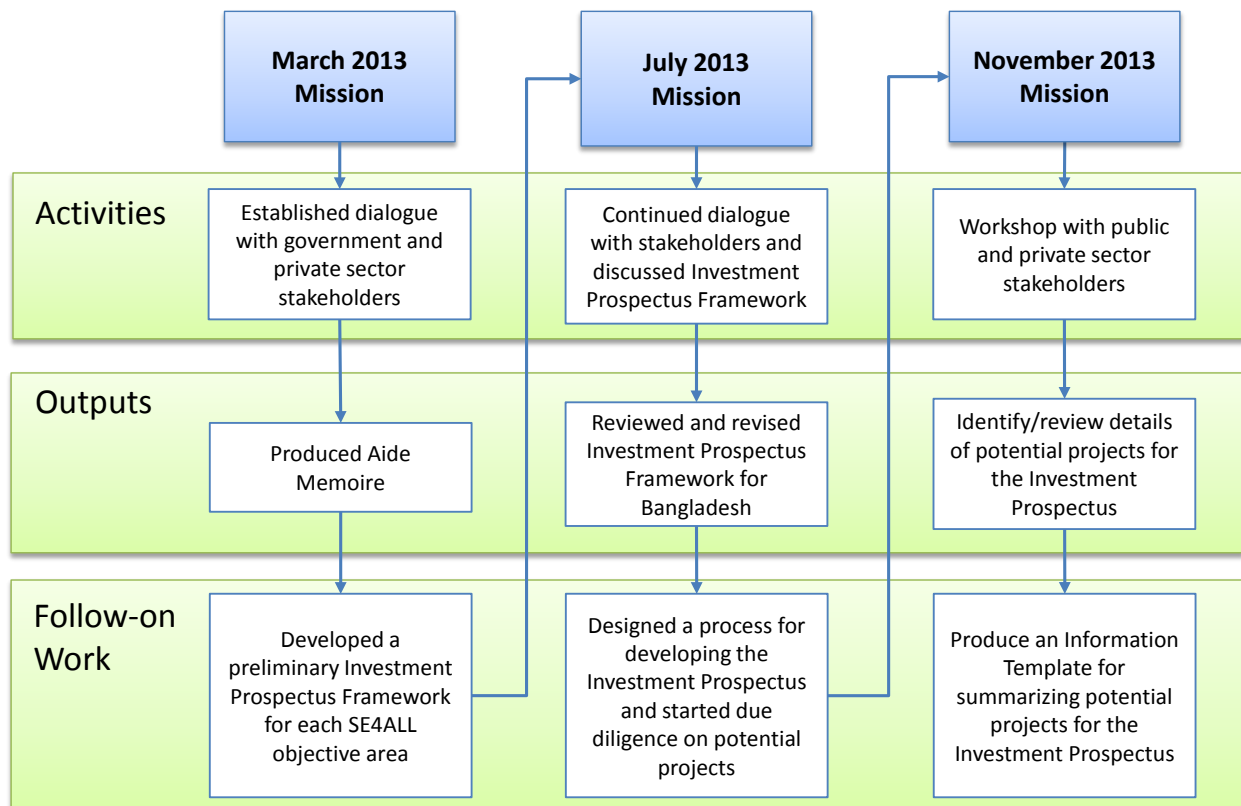 March 2013
Mission
July 2013
Mission
November 2013
Mission
Activities
Established dialogue
with government and
private sector
stakeholders
Continued dialogue
with stakeholders and
discussed Investment
Prospectus Framework
Workshop with public
and private sector
stakeholders
Outputs
Produced Aide
Memoire
Reviewed and revised
Investment Prospectus
Framework for
Bangladesh
Identify/review details
of potential projects for
the Investment
Prospectus
Follow-on
Work
Developed a
preliminary Investment
Prospectus Framework
for each SE4ALL
objective area
Designed a process for
developing the
Investment Prospectus
and started due
diligence on potential
projects
Produce an Information
Template for
summarizing potential
projects for the
Investment Prospectus